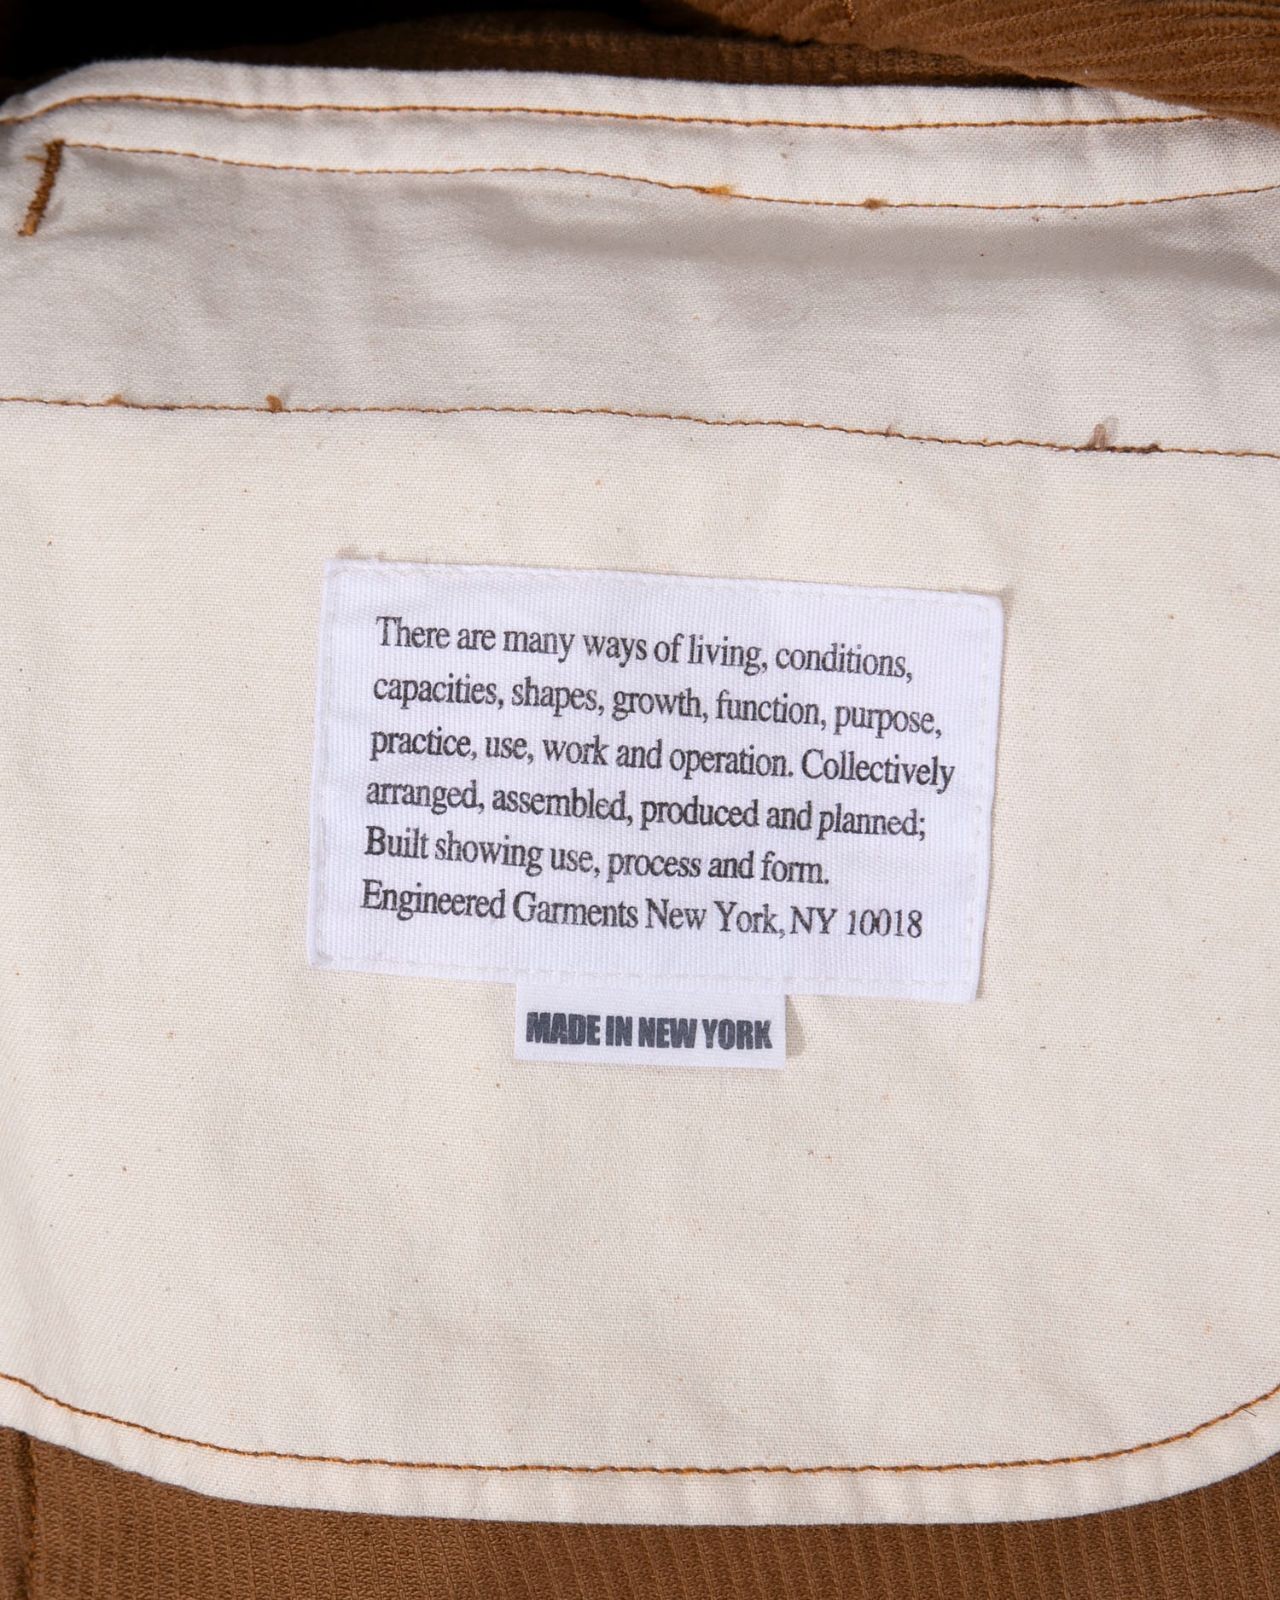 There are many ways of living, conditions,
capacities, shapes, growth, function, purpose,
practice, use, work and operation. Collectively
arranged, assembled, produced and planned;
Built showing use, process and form.
Engineered Garments New York, NY 10018
MADE IN NEW YORK